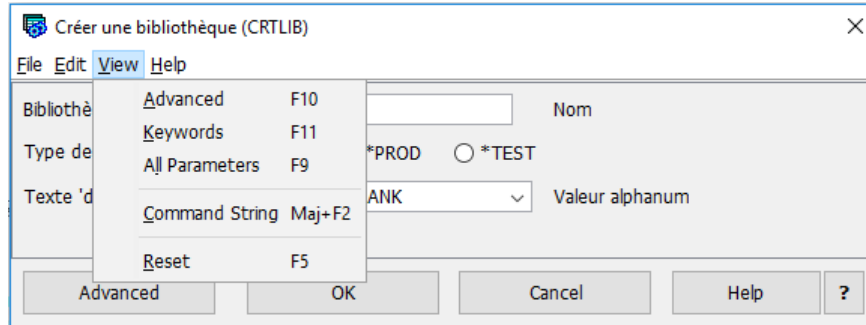 Créer une bibliothèque (CRTLIB)
File Edit View Help
Advanced F10
Bibliothè Nom
Keywords F11
Type de *PROD *TEST
All Parameters F9
Texte 'd ANK Valeur alphanum
Command String Maj+F2
Reset F5
Advanced OK Cancel Help ?